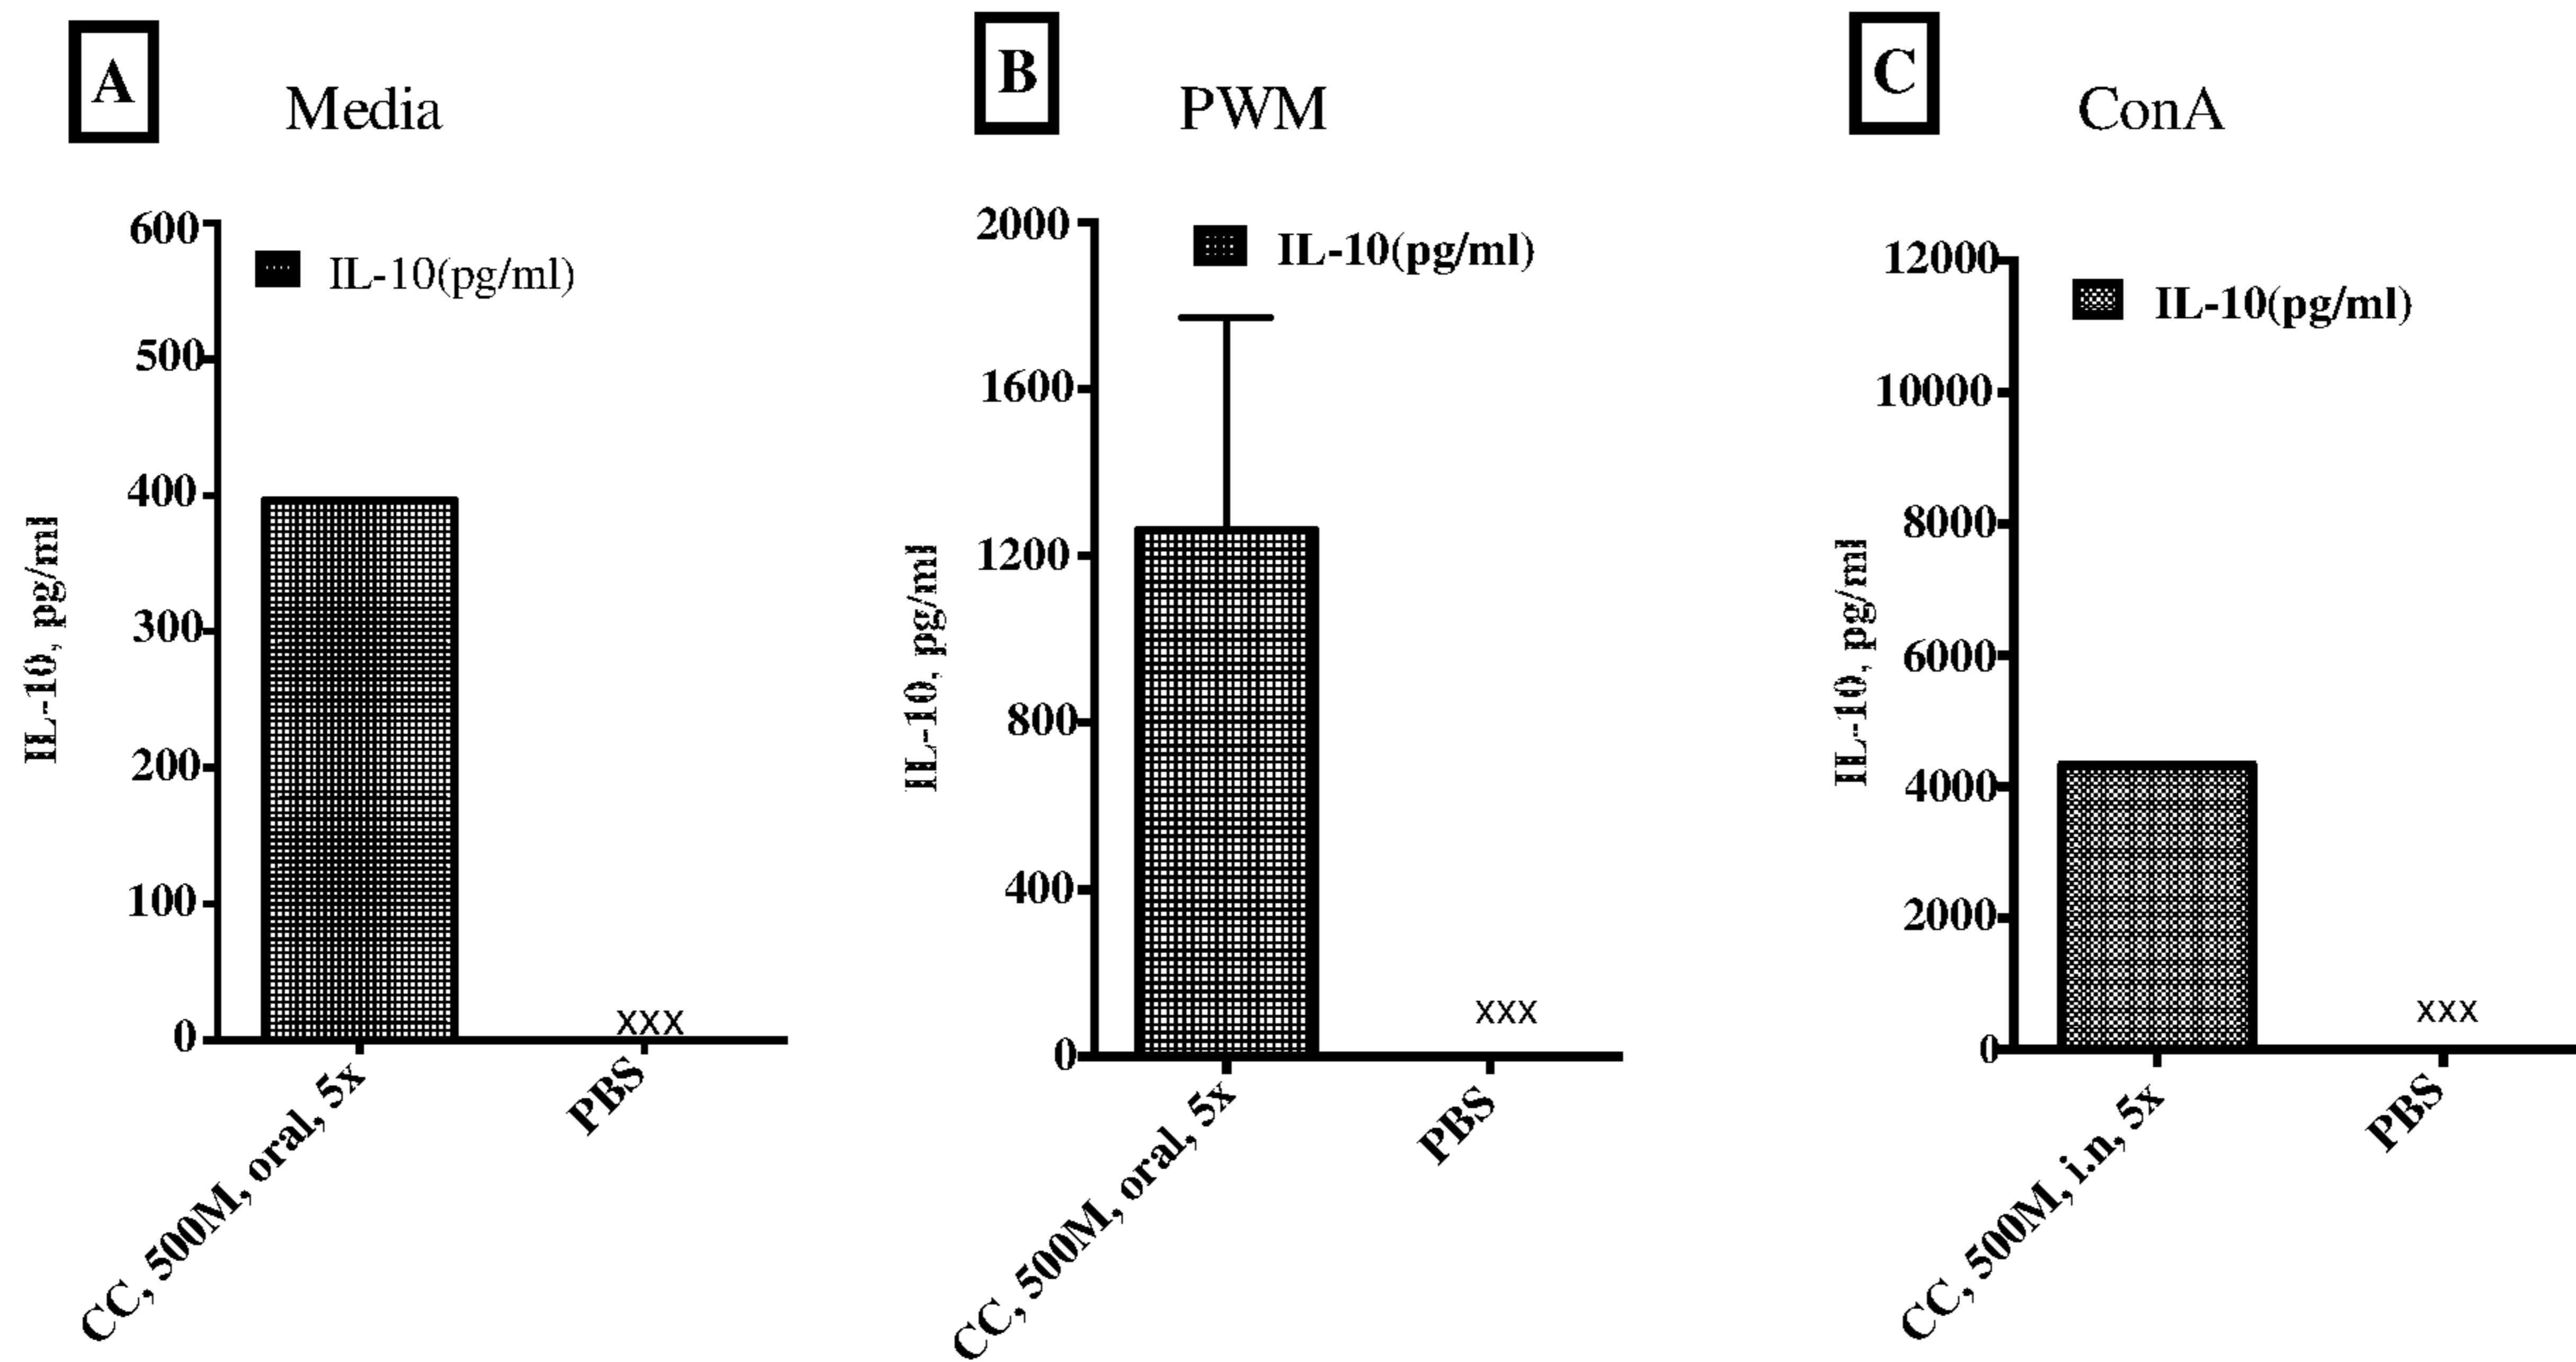 A
Media
600
500
400
300
200
100
0
IL-10, pg/ml
IL-10(pg/ml)
xxx
CC, 500M, oral, 5x
PBS
B
PWM
2000
1600
1200
800
400
0
IL-10, pg/ml
IL-10(pg/ml)
xxx
CC, 500M, oral, 5x
PBS
C
ConA
12000
10000
8000
6000
4000
2000
0
IL-10, pg/ml
IL-10(pg/ml)
xxx
CC, 500M, i.n, 5x
PBS